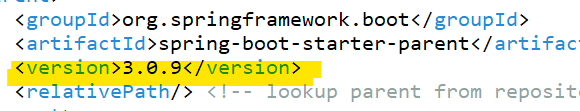 <groupId>org.springframework.boot</groupId>
<artifactId>spring-boot-starter-parent</artifac
<version>3.0.9</version>
<relativePath/> <!-- lookup parent from reposit